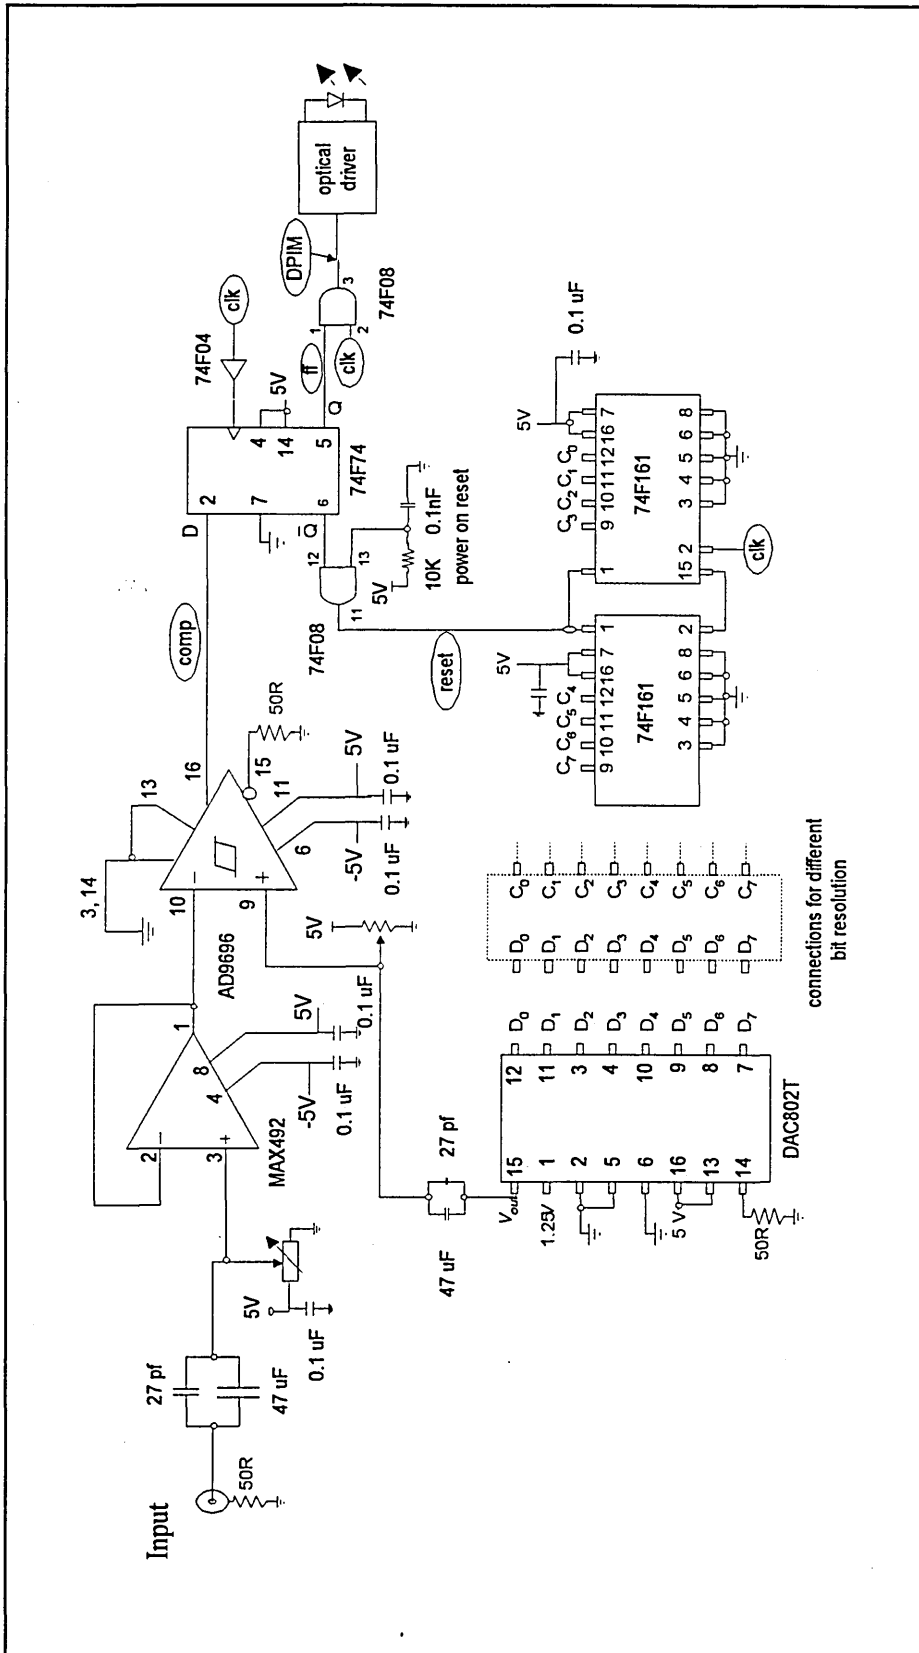 Input
50R
27 pf
47 uF
5V
0.1 uF
2
3
−
+
MAX492
1
8
4
5V
-5V
0.1 uF
0.1 uF
AD9696
3, 14
13
10
9
−
+
16
15
11
6
50R
5V
-5V
0.1 uF
0.1 uF
5V
comp
D
2
7
6
Q
4
14
5
Q
5V
74F74
74F04
clk
ff
1
2
3
clk
74F08
DPIM
optical
driver
12
13
11
74F08
5V
10K
0.1nF
power on reset
reset
47 uF
27 pf
Vout
1.25V
5 V
50R
15
1
2
5
6
16
13
14
12
11
3
4
10
9
8
7
DAC802T
D0
D1
D2
D3
D4
D5
D6
D7
D0
D1
D2
D3
D4
D5
D6
D7
C0
C1
C2
C3
C4
C5
C6
C7
connections for different
bit resolution
5V
C7 C6 C5 C4
9 10 11 12 16 7 1
74F161
3 4 5 6 8 2
5V
0.1 uF
C3 C2 C1 C0
1 9 10 11 12 16 7
74F161
15 2 3 4 5 6 8
clk